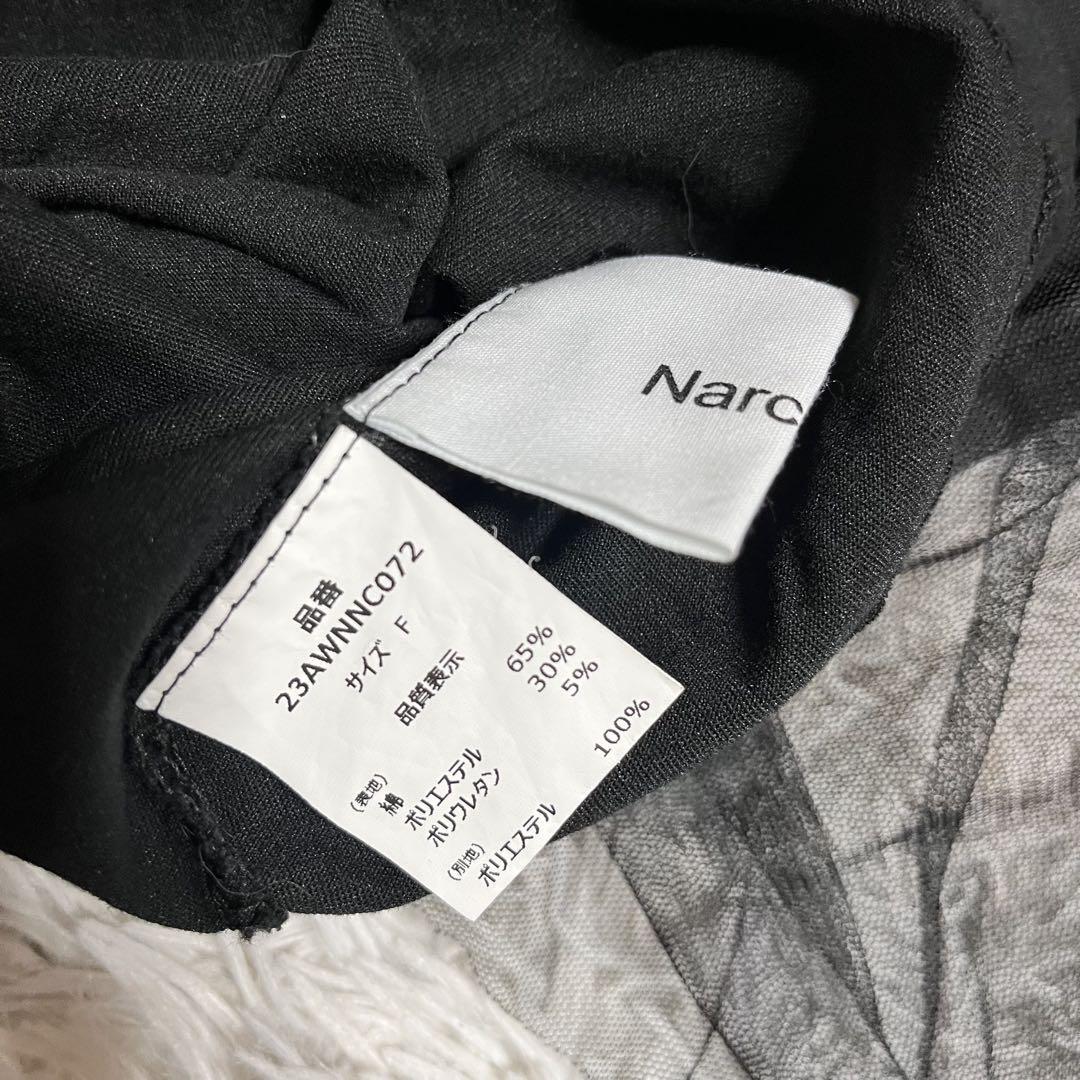 Narc
品番
23AWNNC072
サイズ F
品質表示
(表地)
綿 65%
ポリエステル 30%
ポリウレタン 5%
(別地)
ポリエステル 100%